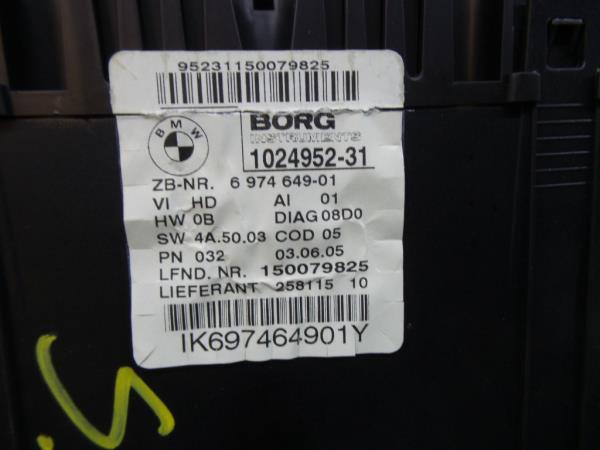 95231150079825
BMW
BORG
INSTRUMENTS
1024952-31
ZB-NR. 6 974 649-01
VI HD AI 01
HW 0B DIAG 08D0
SW 4A.50.03 COD 05
PN 032 03.06.05
LFND. NR. 150079825
LIEFERANT 258115 10
IK697464901Y